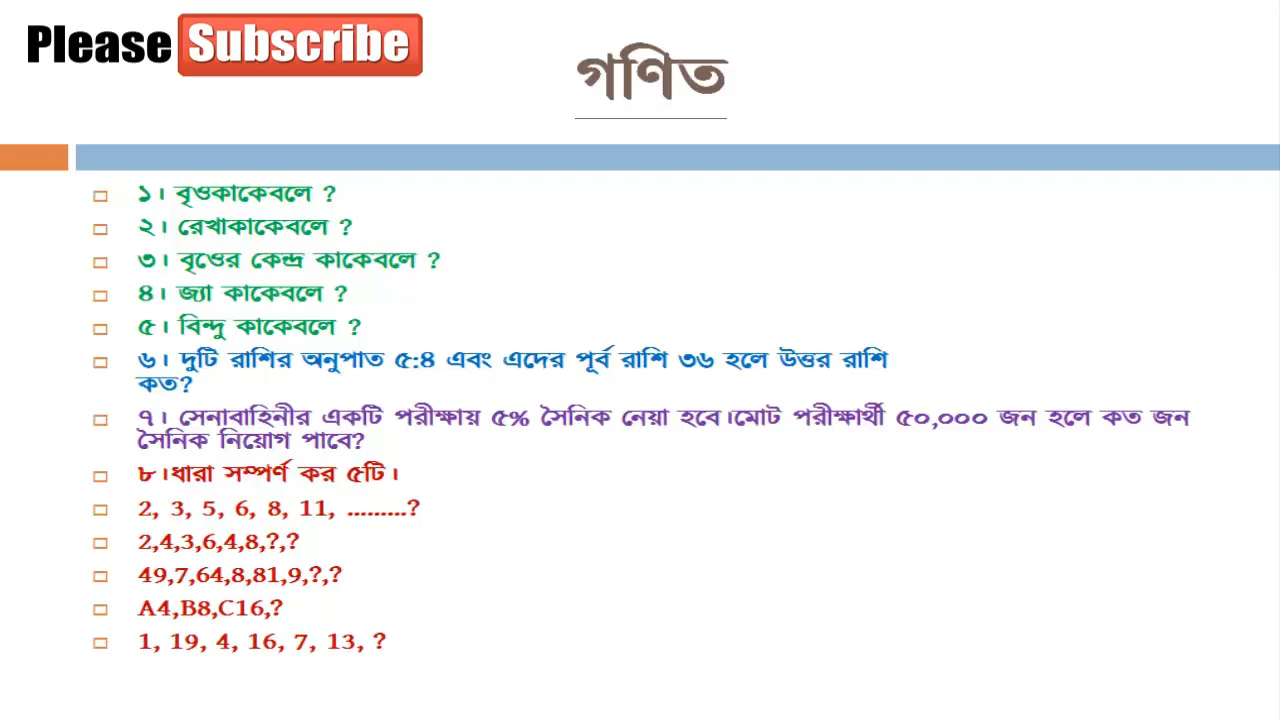 Please Subscribe
গণিত
১। বৃওকাকেবলে ?
২। রেখাকাকেবলে ?
৩। বৃওের কেন্দ্র কাকেবলে ?
৪। জ্যা কাকেবলে ?
৫। বিন্দু কাকেবলে ?
৬। দুটি রাশির অনুপাত ৫:৪ এবং এদের পূর্ব রাশি ৩৬ হলে উত্তর রাশি
কত?
৭। সেনাবাহিনীর একটি পরীক্ষায় ৫% সৈনিক নেয়া হবে।মোট পরীক্ষার্থী ৫০,০০০ জন হলে কত জন
সৈনিক নিয়োগ পাবে?
৮।ধারা সম্পর্ণ কর ৫টি।
2, 3, 5, 6, 8, 11, .........?
2,4,3,6,4,8,?,?
49,7,64,8,81,9,?,?
A4,B8,C16,?
1, 19, 4, 16, 7, 13, ?